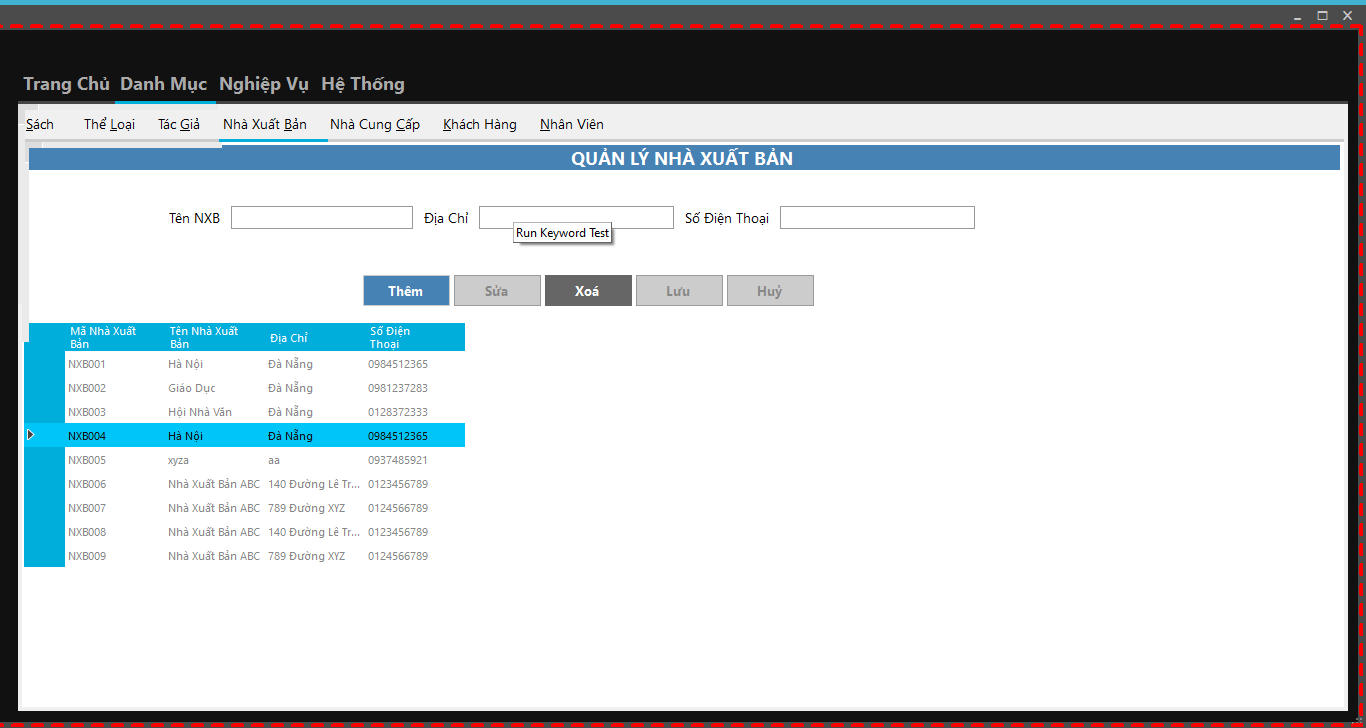 Trang Chủ Danh Mục Nghiệp Vụ Hệ Thống
Sách Thể Loại Tác Giả Nhà Xuất Bản Nhà Cung Cấp Khách Hàng Nhân Viên
QUẢN LÝ NHÀ XUẤT BẢN
Tên NXB Địa Chỉ Số Điện Thoại
Run Keyword Test
Thêm Sửa Xoá Lưu Huỷ
Mã Nhà Xuất Bản Tên Nhà Xuất Bản Địa Chỉ Số Điện Thoại
NXB001 Hà Nội Đà Nẵng 0984512365
NXB002 Giáo Dục Đà Nẵng 0981237283
NXB003 Hội Nhà Văn Đà Nẵng 0128372333
NXB004 Hà Nội Đà Nẵng 0984512365
NXB005 xyza aa 0937485921
NXB006 Nhà Xuất Bản ABC 140 Đường Lê Tr... 0123456789
NXB007 Nhà Xuất Bản ABC 789 Đường XYZ 0124566789
NXB008 Nhà Xuất Bản ABC 140 Đường Lê Tr... 0123456789
NXB009 Nhà Xuất Bản ABC 789 Đường XYZ 0124566789